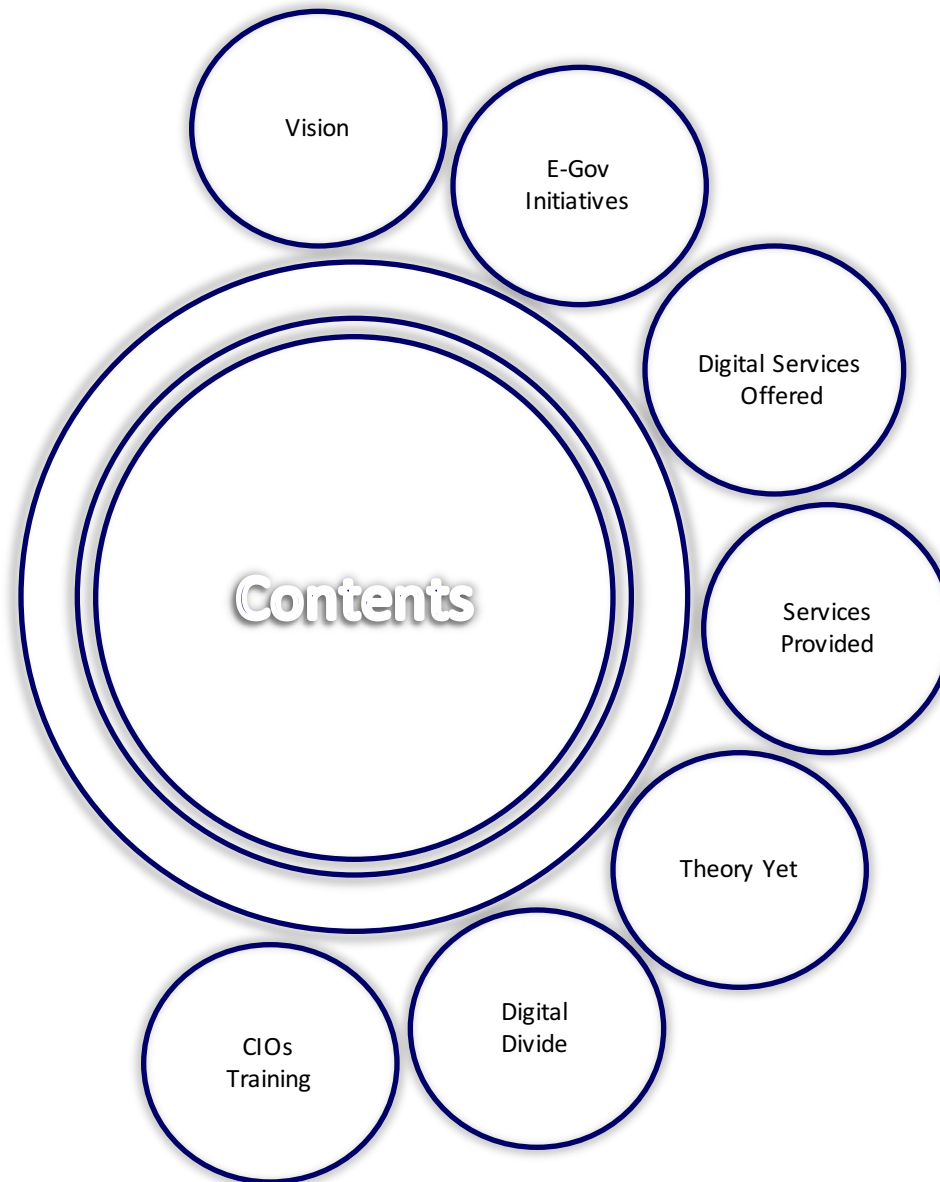 Vision
E-Gov
Initiatives
Digital Services
Offered
Contents
Services
Provided
Theory Yet
Digital
Divide
CIOs
Training